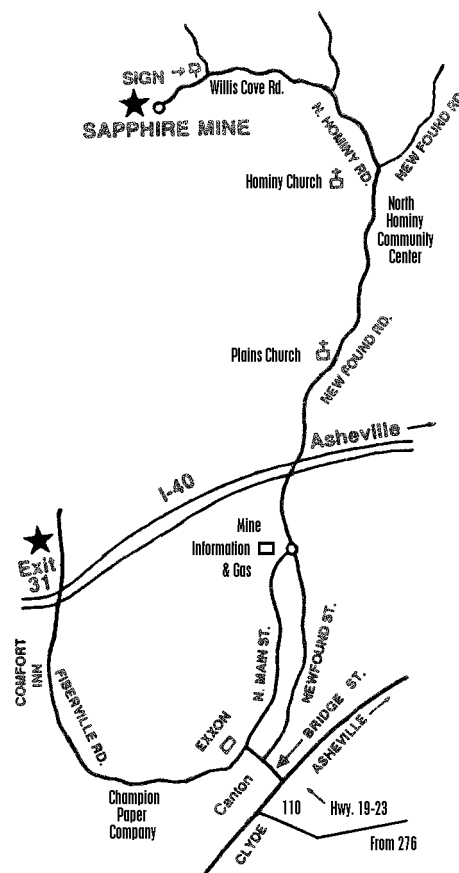 SIGN
Willis Cove Rd.
SAPPHIRE MINE
N. HOMINY RD.
NEW FOUND RD.
Hominy Church
North
Hominy
Community
Center
Plains Church
NEW FOUND RD.
Asheville
I-40
Mine
Information
& Gas
Exit
31
COMFORT
INN
FIBERVILLE RD.
N. MAIN ST.
NEWFOUND ST.
EXXON
BRIDGE ST.
ASHEVILLE
Canton
Champion
Paper
Company
110
Hwy. 19-23
CLYDE
From 276